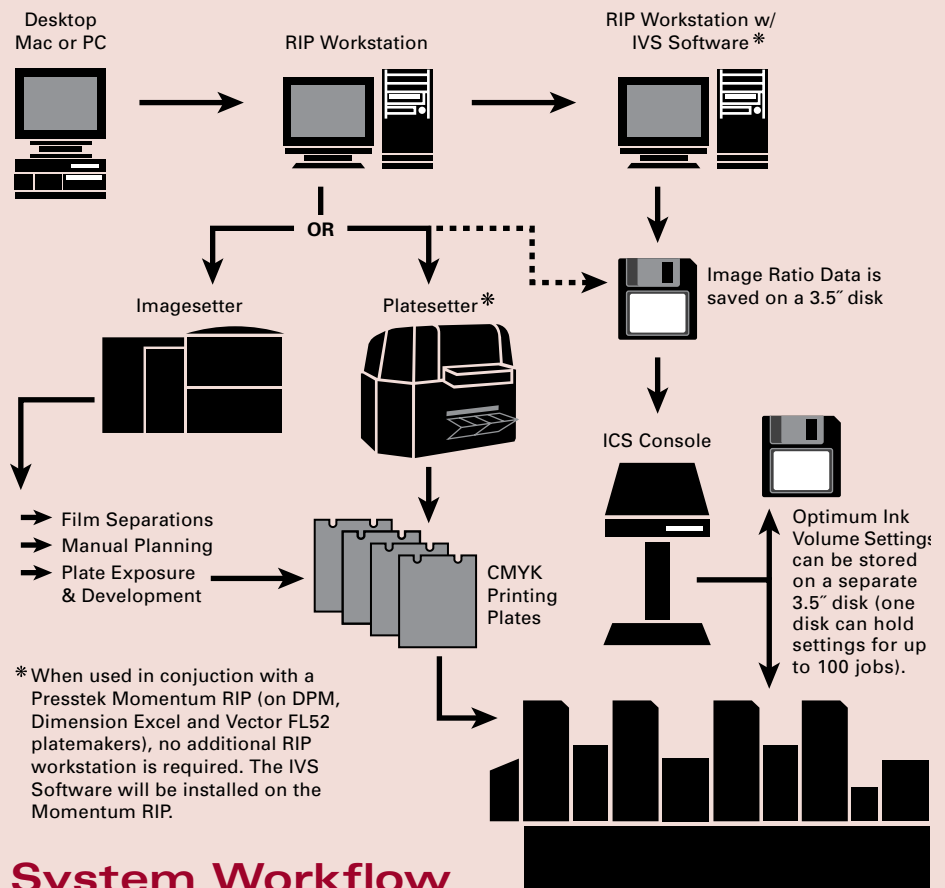 Desktop
Mac or PC
RIP Workstation
RIP Workstation w/
IVS Software*
OR
Image Ratio Data is
saved on a 3.5˝ disk
Imagesetter
Platesetter*
ICS Console
Film Separations
Manual Planning
Plate Exposure
& Development
CMYK
Printing
Plates
Optimum Ink
Volume Settings
can be stored
on a separate
3.5˝ disk (one
disk can hold
settings for up
to 100 jobs).
*When used in conjuction with a
Presstek Momentum RIP (on DPM,
Dimension Excel and Vector FL52
platemakers), no additional RIP
workstation is required. The IVS
Software will be installed on the
Momentum RIP.
System Workflow